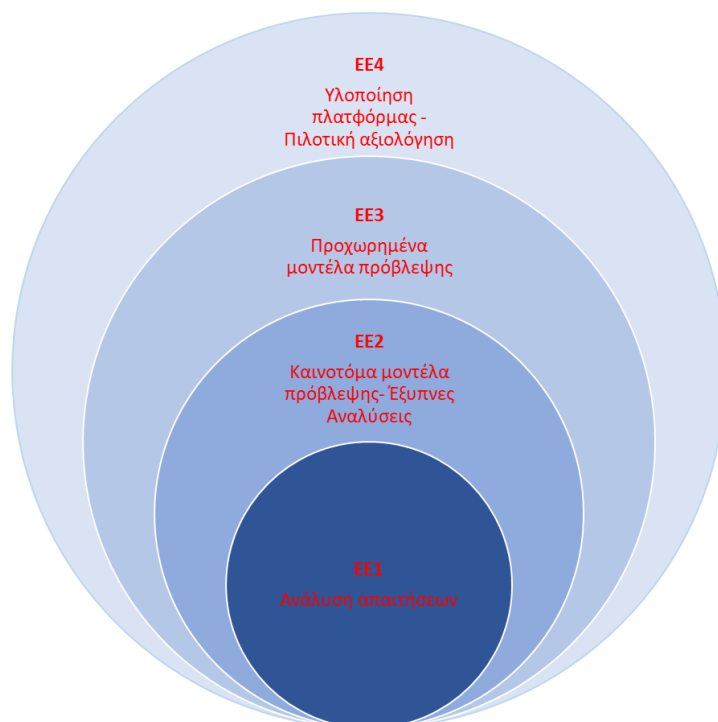 ΕΕ4
Υλοποίηση
πλατφόρμας -
Πιλοτική αξιολόγηση
ΕΕ3
Προχωρημένα
μοντέλα πρόβλεψης
ΕΕ2
Καινοτόμα μοντέλα
πρόβλεψης- Έξυπνες
Αναλύσεις
ΕΕ1
Ανάλυση απαιτήσεων